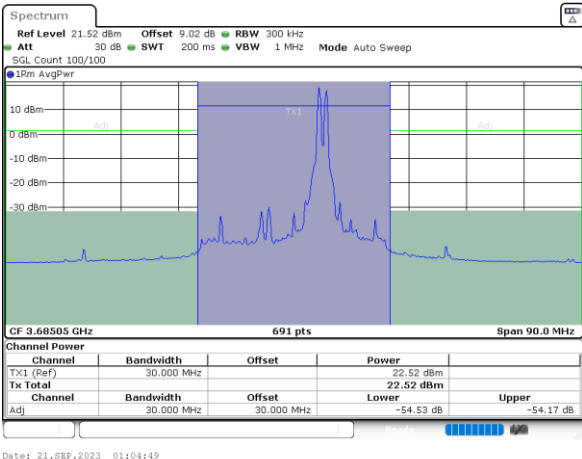 Spectrum
Ref Level 21.52 dBm Offset 9.02 dB RBW 300 kHz
Att 30 dB SWT 200 ms VBW 1 MHz Mode Auto Sweep
SGL Count 100/100
1Rm AvgPwr
10 dBm
TX1
Adj Adj
0 dBm
-10 dBm
-20 dBm
-30 dBm
CF 3.68505 GHz 691 pts Span 90.0 MHz
Channel Power
Channel Bandwidth Offset Power
TX1 (Ref) 30.000 MHz 22.52 dBm
Tx Total 22.52 dBm
Channel Bandwidth Offset Lower Upper
Adj 30.000 MHz 30.000 MHz -54.53 dB -54.17 dB
Ready
Date: 21.SEP.2023 01:04:49